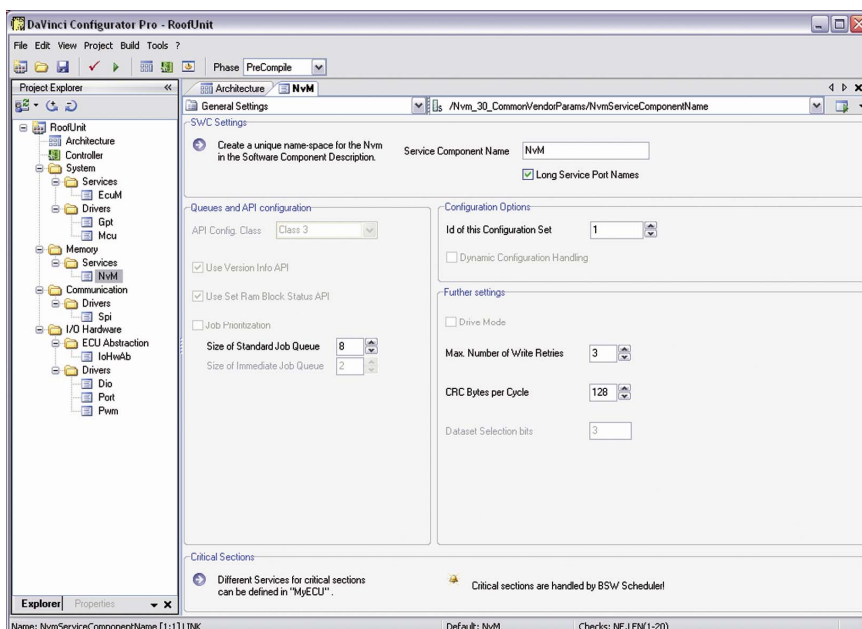 DaVinci Configurator Pro - RoofUnit
File Edit View Project Build Tools ?
Phase PreCompile
Project Explorer
Architecture NvM
General Settings
/Nvm_30_CommonVendorParams/NvmServiceComponentName
RoofUnit
Architecture
Controller
System
Services
EcuM
Drivers
Gpt
Mcu
Memory
Services
NvM
Communication
Drivers
Spi
I/O Hardware
ECU Abstraction
IoHwAb
Drivers
Dio
Port
Pwm
Explorer Properties
SWC Settings
Create a unique name-space for the Nvm
in the Software Component Description.
Service Component Name NvM
Long Service Port Names
Queues and API configuration
API Config. Class Class 3
Use Version Info API
Use Set Ram Block Status API
Job Prioritization
Size of Standard Job Queue 8
Size of Immediate Job Queue 2
Configuration Options
Id of this Configuration Set 1
Dynamic Configuration Handling
Further settings
Drive Mode
Max. Number of Write Retries 3
CRC Bytes per Cycle 128
Dataset Selection bits 3
Critical Sections
Different Services for critical sections
can be defined in "MyECU" .
Critical sections are handled by BSW Scheduler!
Name: NvmServiceComponentName [1:1] LINK Default: NvM Checks: NE,LEN(1-20)